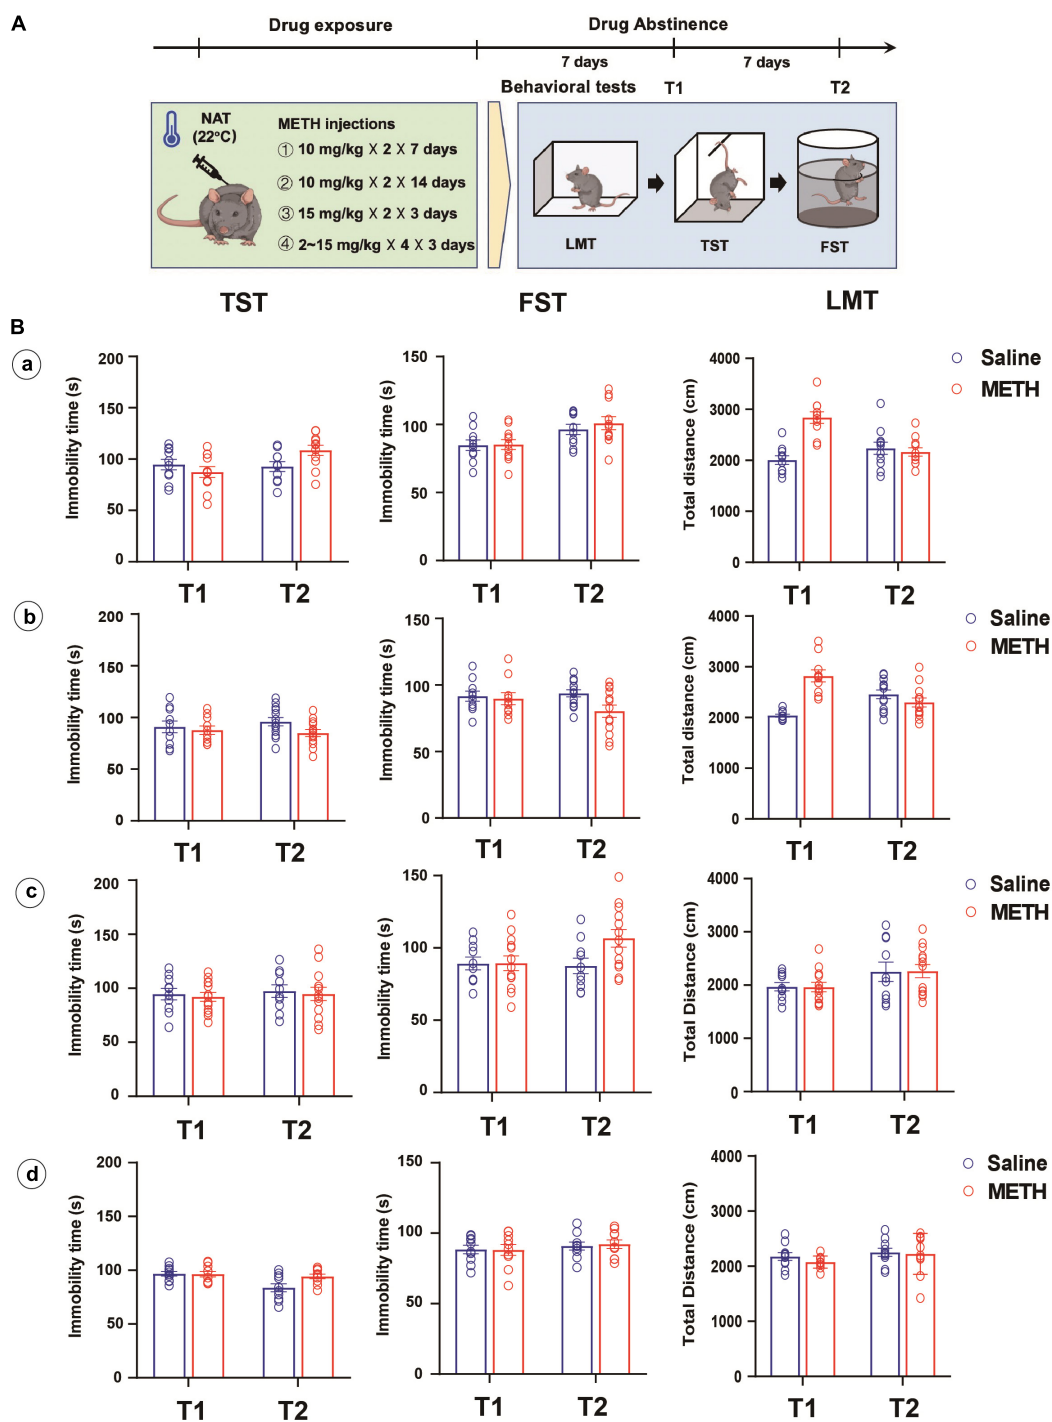 A
Drug exposure
Drug Abstinence
7 days
7 days
Behavioral tests
T1
T2
NAT
(22°C)
METH injections
① 10 mg/kg X 2 X 7 days
② 10 mg/kg X 2 X 14 days
③ 15 mg/kg X 2 X 3 days
④ 2~15 mg/kg X 4 X 3 days
LMT
TST
FST
TST
FST
LMT
B
a
Immobility time (s)
200
150
100
50
0
T1
T2
Immobility time (s)
150
100
50
0
T1
T2
Total distance (cm)
4000
3000
2000
1000
0
T1
T2
Saline
METH
b
Immobility time (s)
200
150
100
50
0
T1
T2
Immobility time (s)
150
100
50
0
T1
T2
Total distance (cm)
4000
3000
2000
1000
0
T1
T2
Saline
METH
c
Immobility time (s)
200
150
100
50
0
T1
T2
Immobility time (s)
150
100
50
0
T1
T2
Total Distance (cm)
4000
3000
2000
1000
0
T1
T2
Saline
METH
d
Immobility time (s)
200
150
100
50
0
T1
T2
Immobility time (s)
150
100
50
0
T1
T2
Total Distance (cm)
4000
3000
2000
1000
0
T1
T2
Saline
METH